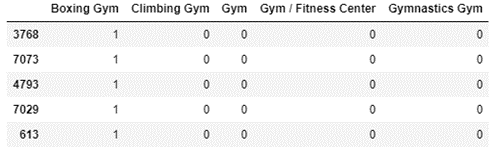 Boxing Gym Climbing Gym Gym Gym / Fitness Center Gymnastics Gym
3768 1 0 0 0 0
7073 1 0 0 0 0
4793 1 0 0 0 0
7029 1 0 0 0 0
613 1 0 0 0 0